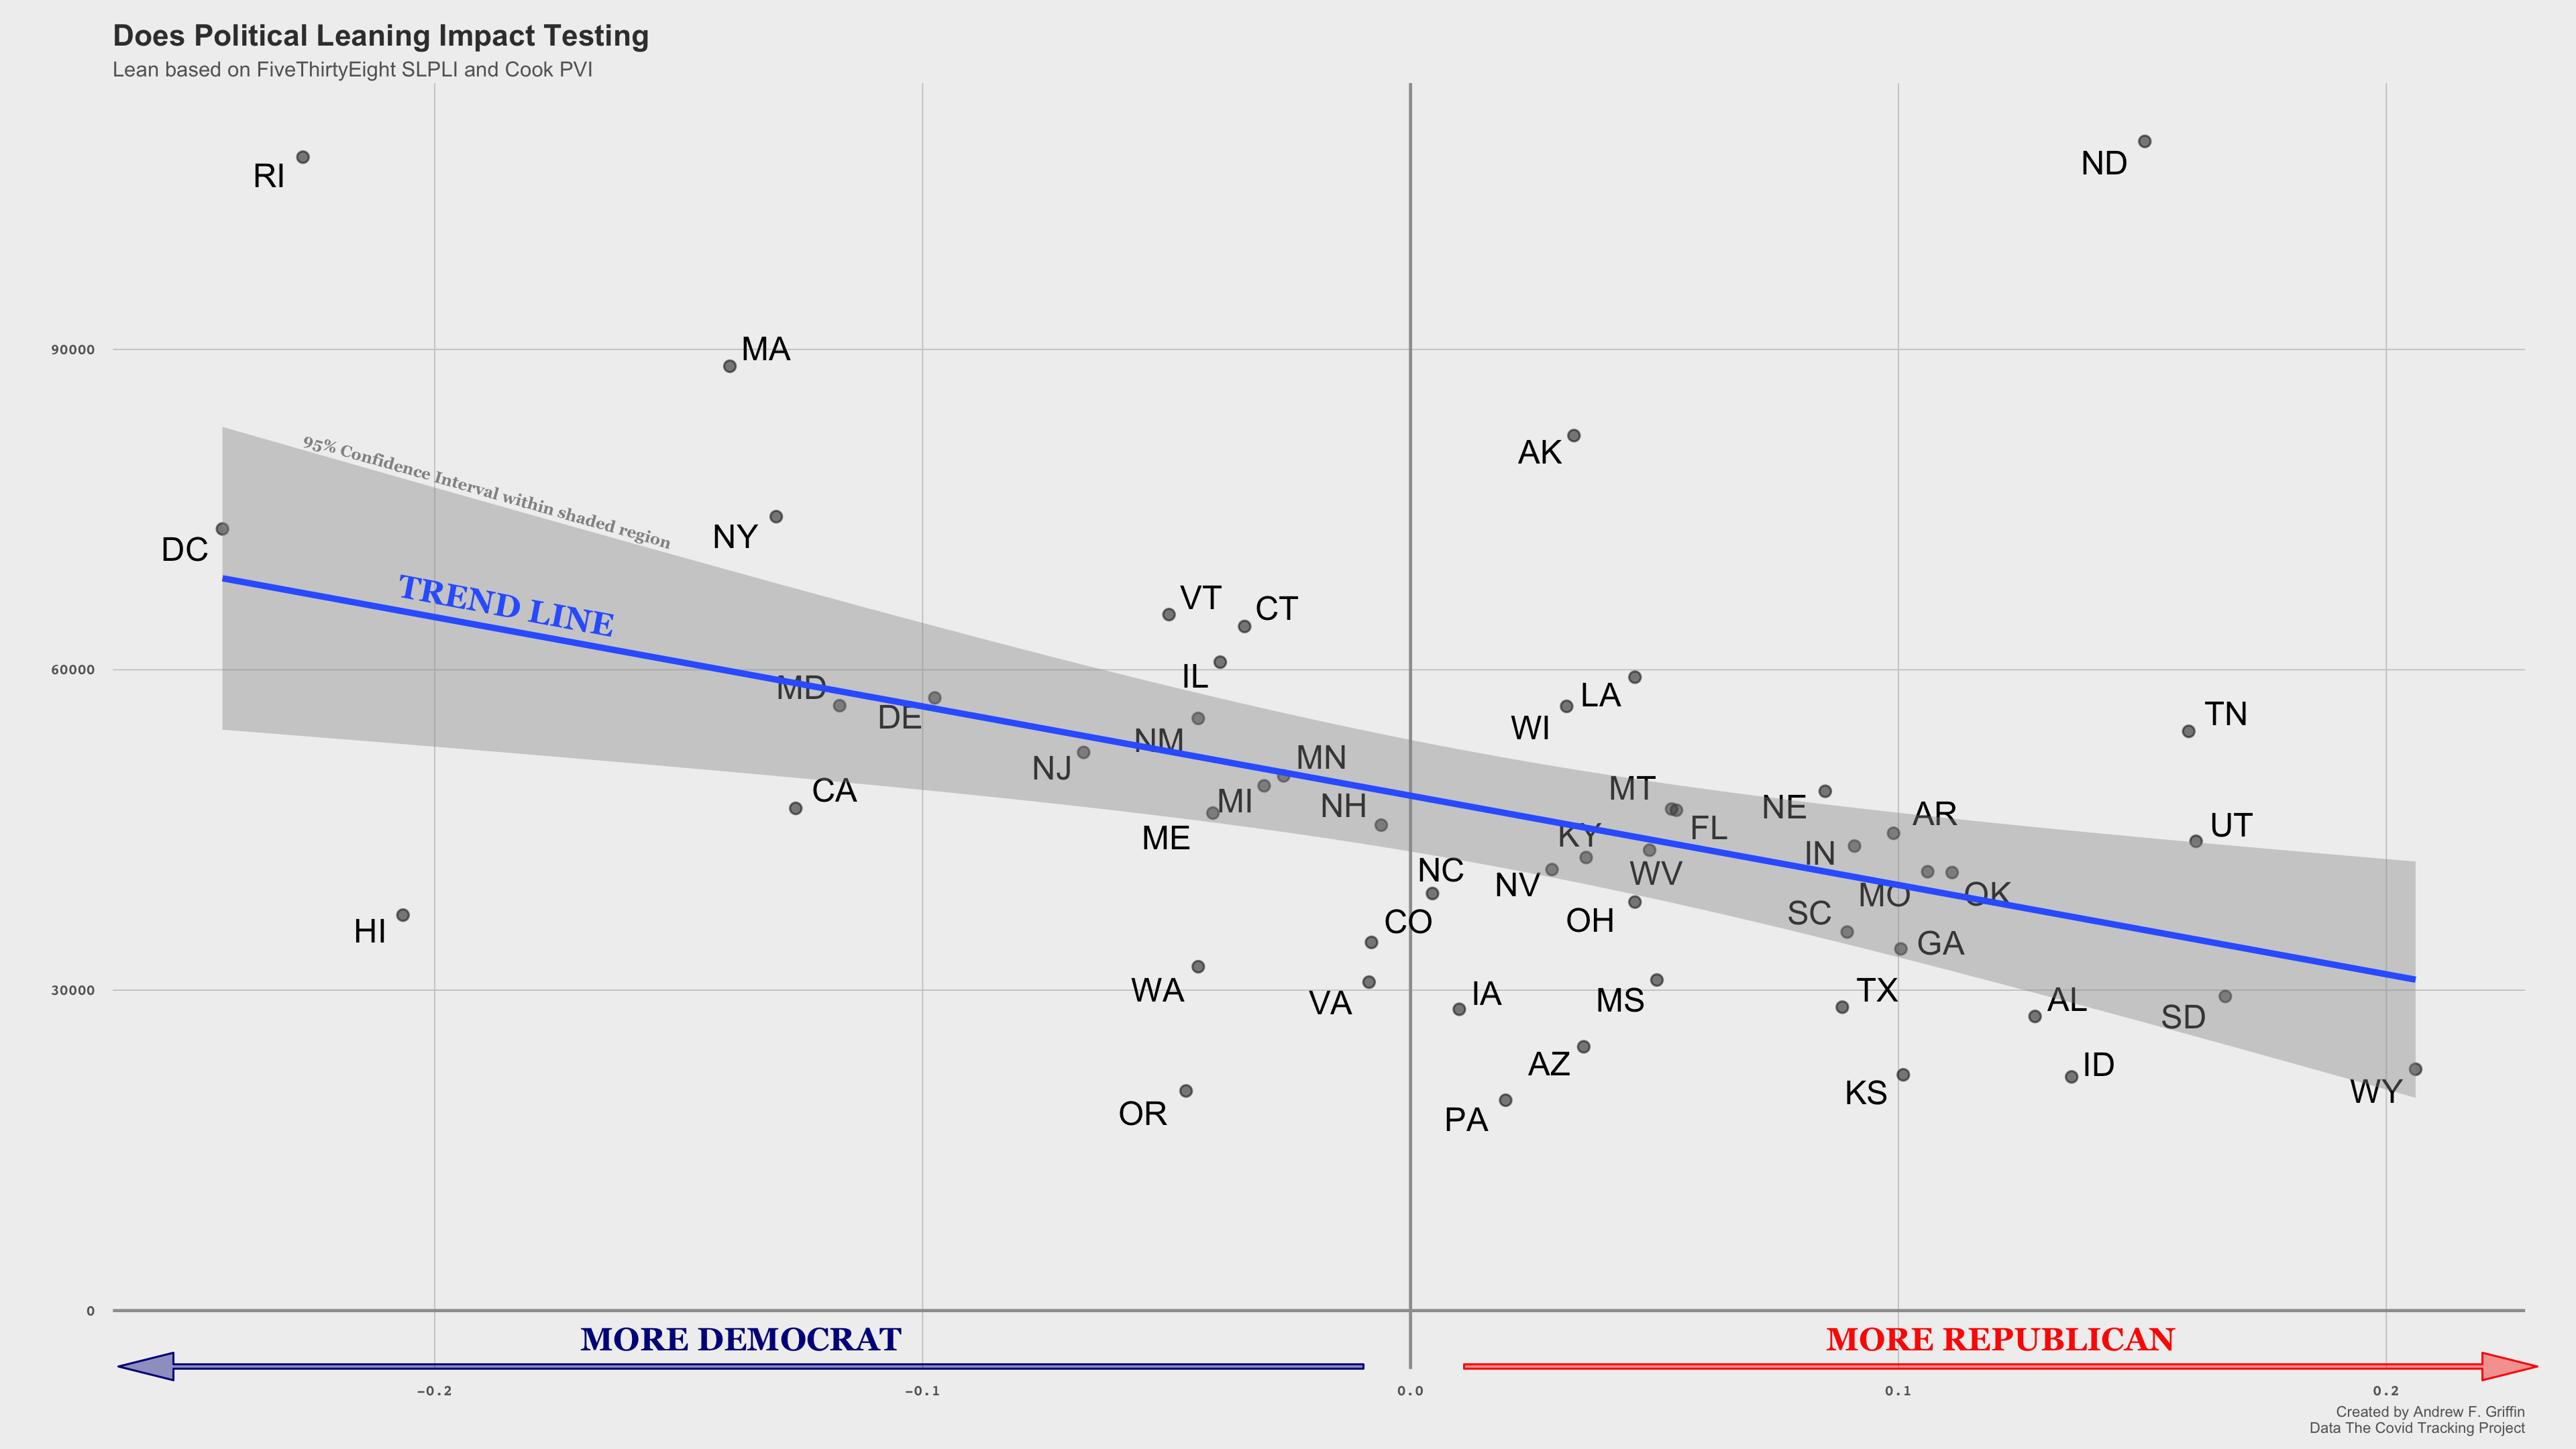 Does Political Leaning Impact Testing
Lean based on FiveThirtyEight SLPLI and Cook PVI
RI
ND
90000
MA
AK
95% Confidence Interval within shaded region
DC
NY
TREND LINE
VT
CT
60000
IL
LA
MD
DE
WI
TN
NM
MN
NJ
CA
MI
NH
ME
MT
FL
NE
AR
UT
KY
IN
WV
NC
NV
MO
OK
OH
SC
CO
HI
GA
30000
WA
VA
IA
MS
TX
AL
SD
OR
AZ
PA
KS
ID
WY
0
MORE DEMOCRAT
MORE REPUBLICAN
-0.2
-0.1
0.0
0.1
0.2
Created by Andrew F. Griffin
Data The Covid Tracking Project